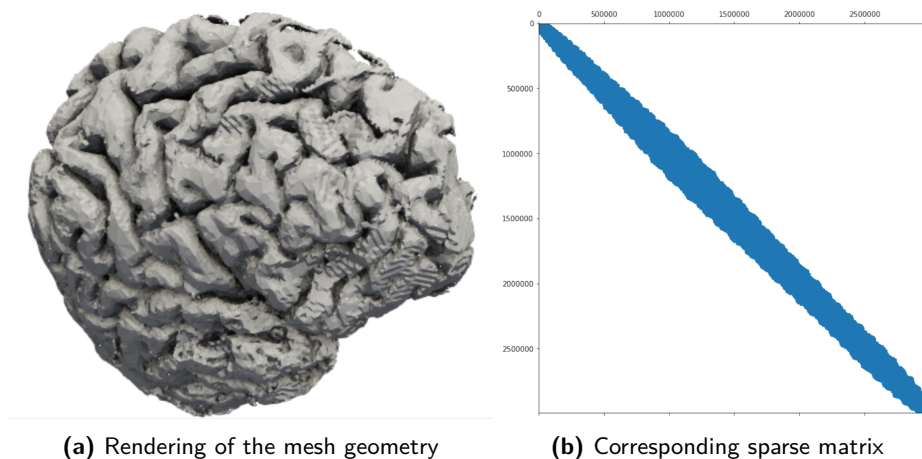 0 500000 1000000 1500000 2000000 2500000
0
500000
1000000
1500000
2000000
2500000
(a) Rendering of the mesh geometry
(b) Corresponding sparse matrix